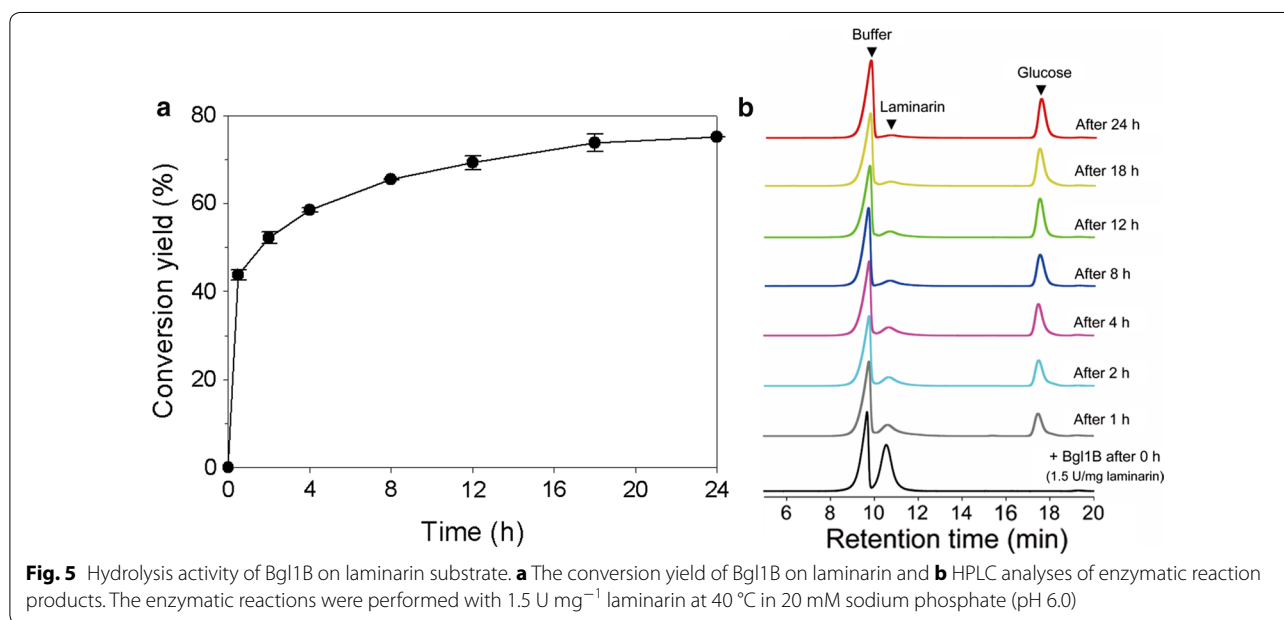 a
80
60
40
20
0
0 4 8 12 16 20 24
Conversion yield (%)
Time (h)
b
Buffer
Laminarin
Glucose
After 24 h
After 18 h
After 12 h
After 8 h
After 4 h
After 2 h
After 1 h
+ Bgl1B after 0 h
(1.5 U/mg laminarin)
6 8 10 12 14 16 18 20
Retention time (min)
Fig. 5 Hydrolysis activity of Bgl1B on laminarin substrate. a The conversion yield of Bgl1B on laminarin and b HPLC analyses of enzymatic reaction
products. The enzymatic reactions were performed with 1.5 U mg⁻¹ laminarin at 40 °C in 20 mM sodium phosphate (pH 6.0)